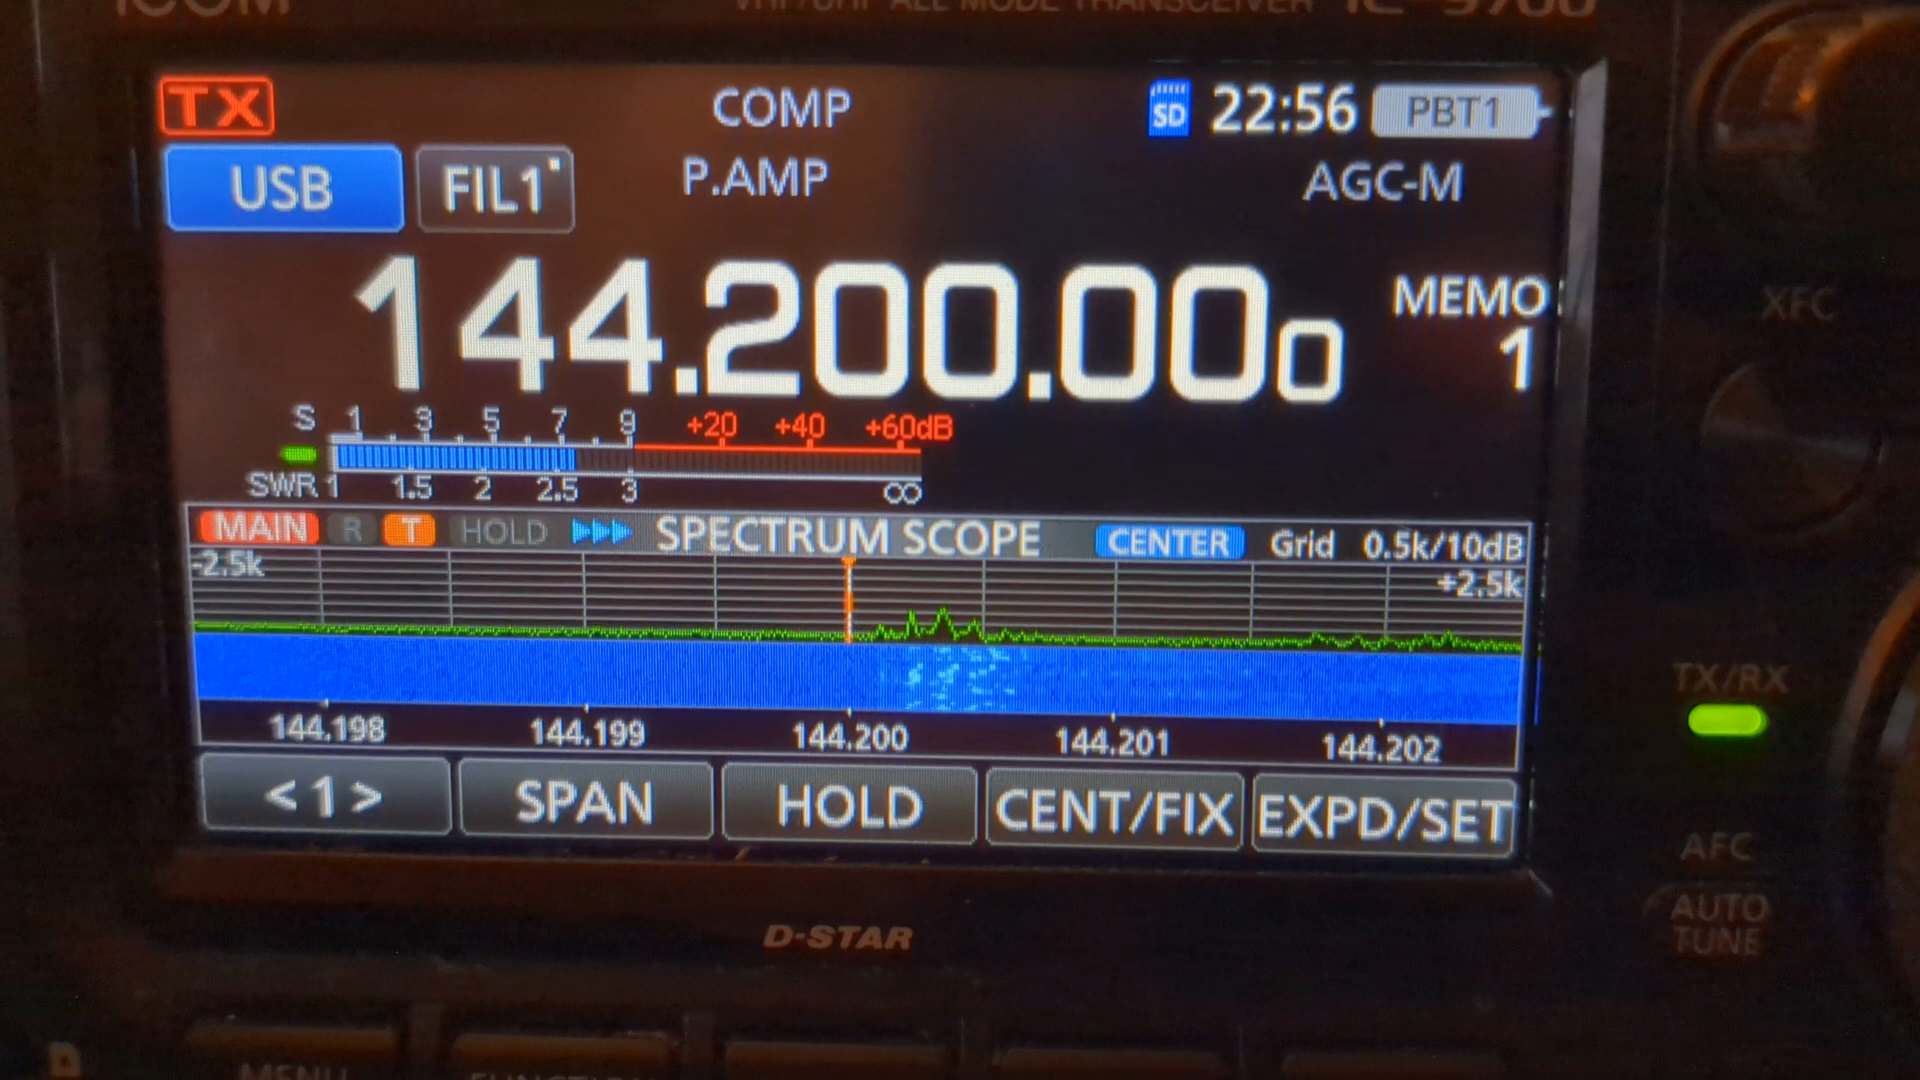 ICOM VHF/UHF ALL MODE TRANSCEIVER IC-9700
TX COMP SD 22:56 PBT1
USB FIL1 P.AMP AGC-M
144.200.000 MEMO
1
S 1 3 5 7 9 +20 +40 +60dB
SWR 1 1.5 2 2.5 3 ∞
MAIN R T HOLD SPECTRUM SCOPE CENTER Grid 0.5k/10dB
-2.5k +2.5k
144.198 144.199 144.200 144.201 144.202
<1> SPAN HOLD CENT/FIX EXPD/SET
D-STAR
XFC
TX/RX
AFC
AUTO
TUNE
MENU